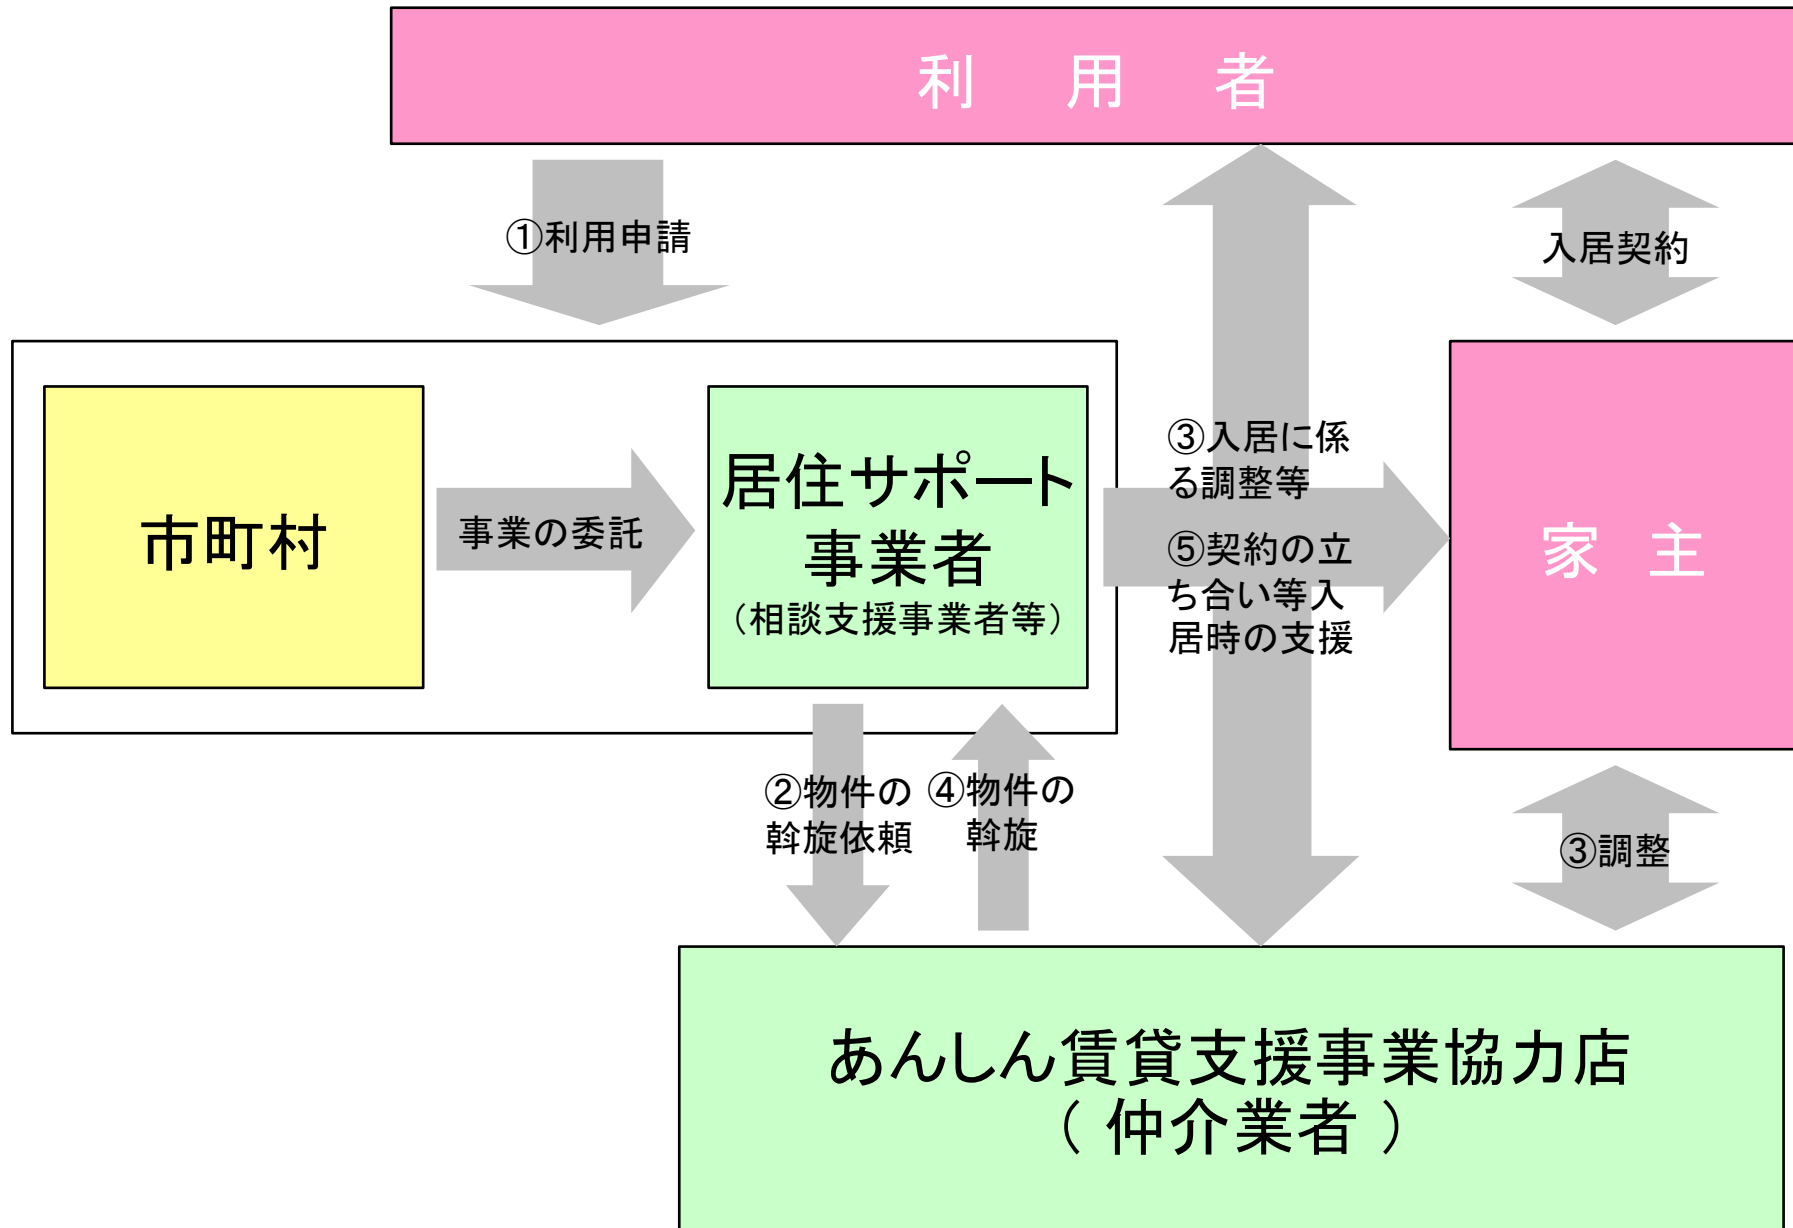 利　用　者
①利用申請
入居契約
市町村
事業の委託
居住サポート
事業者
（相談支援事業者等）
③入居に係
る調整等
⑤契約の立
ち合い等入
居時の支援
家　主
②物件の
斡旋依頼
④物件の
斡旋
③調整
あんしん賃貸支援事業協力店
（ 仲介業者 ）